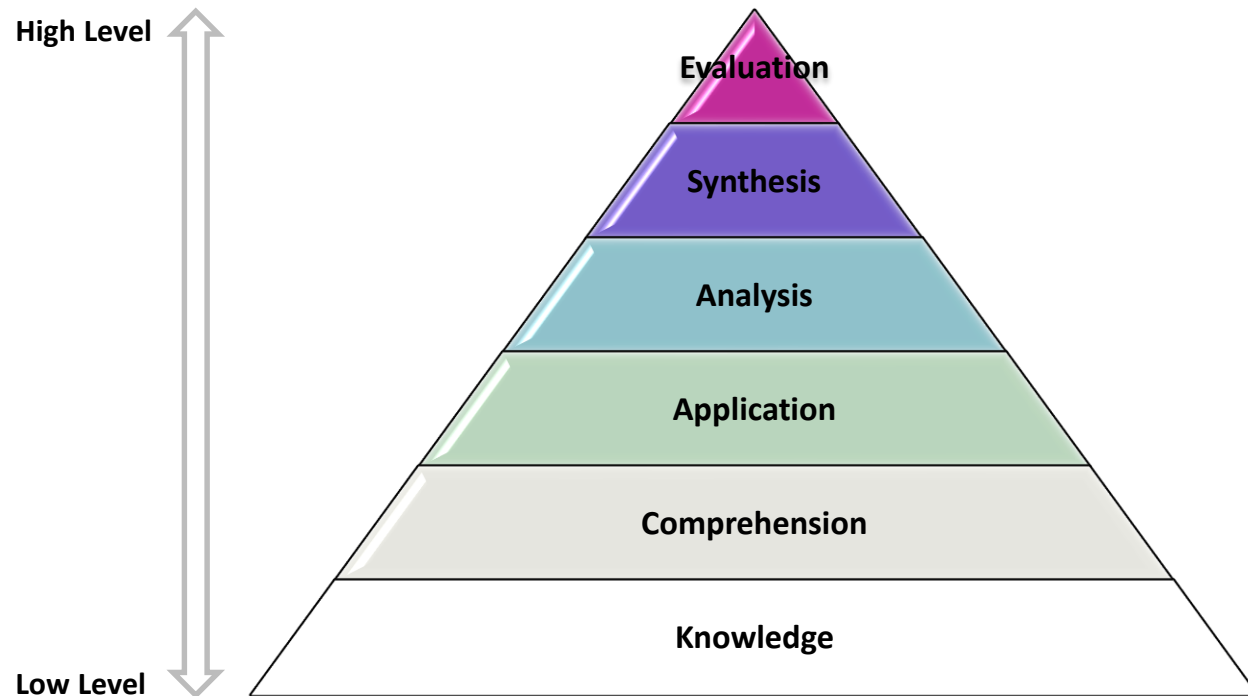 High Level
Evaluation
Synthesis
Analysis
Application
Comprehension
Knowledge
Low Level